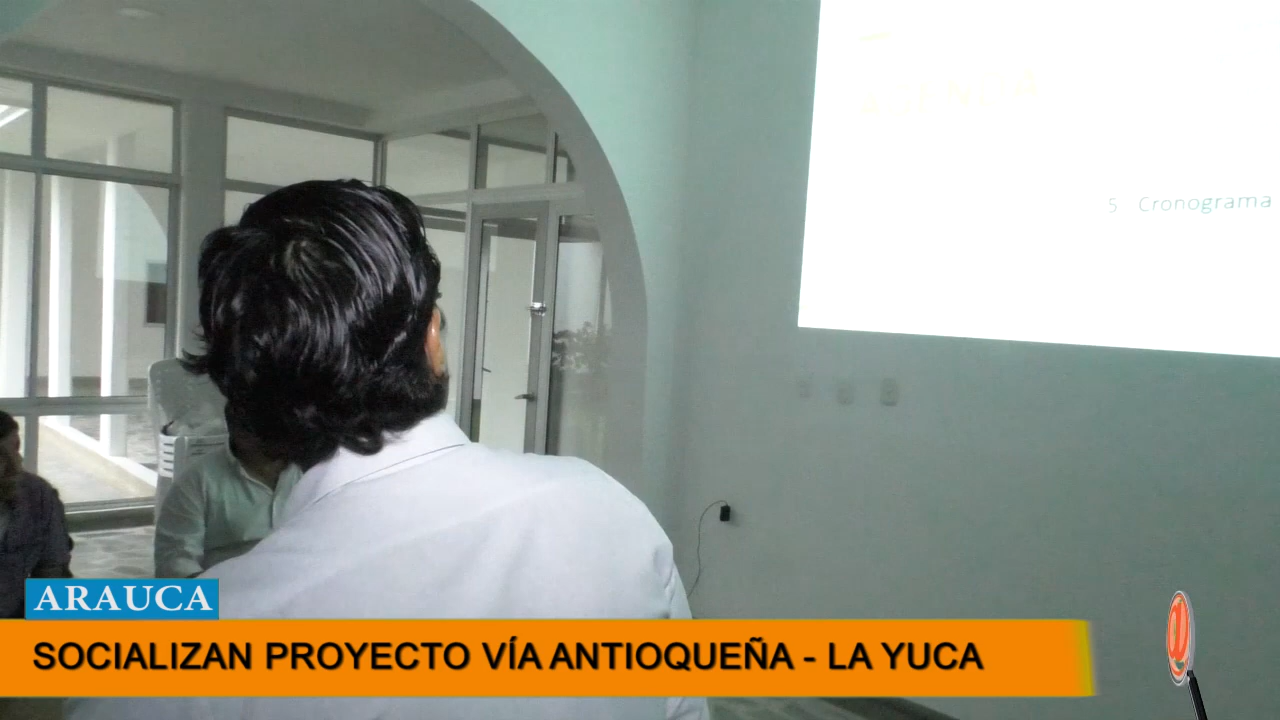 5 Cronograma
ARAUCA
SOCIALIZAN PROYECTO VÍA ANTIOQUEÑA - LA YUCA